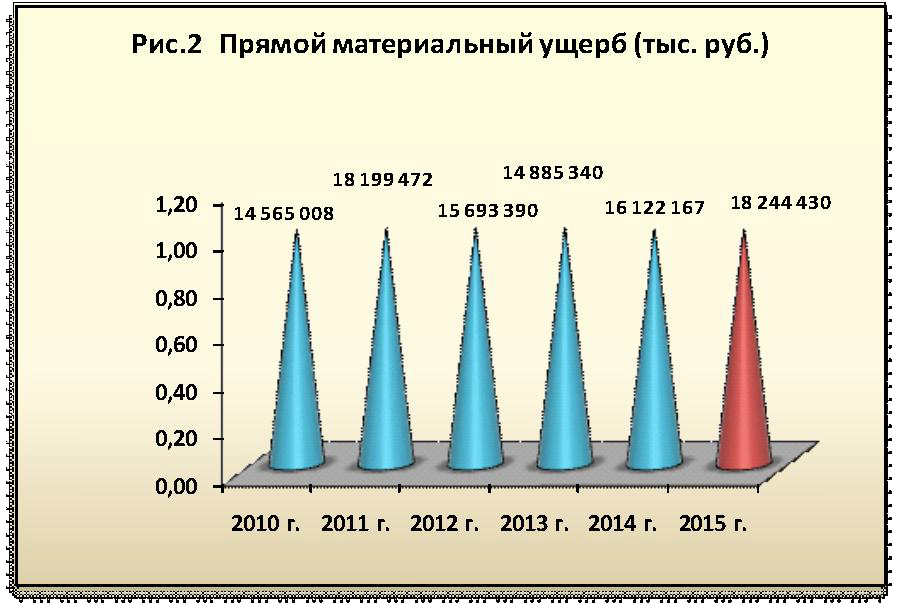 Рис.2 Прямой материальный ущерб (тыс. руб.)
14 885 340
18 199 472
1,20
14 565 008
15 693 390
16 122 167
18 244 430
1,00
0,80
0,60
0,40
0,20
0,00
2010 г. 2011 г. 2012 г. 2013 г. 2014 г. 2015 г.